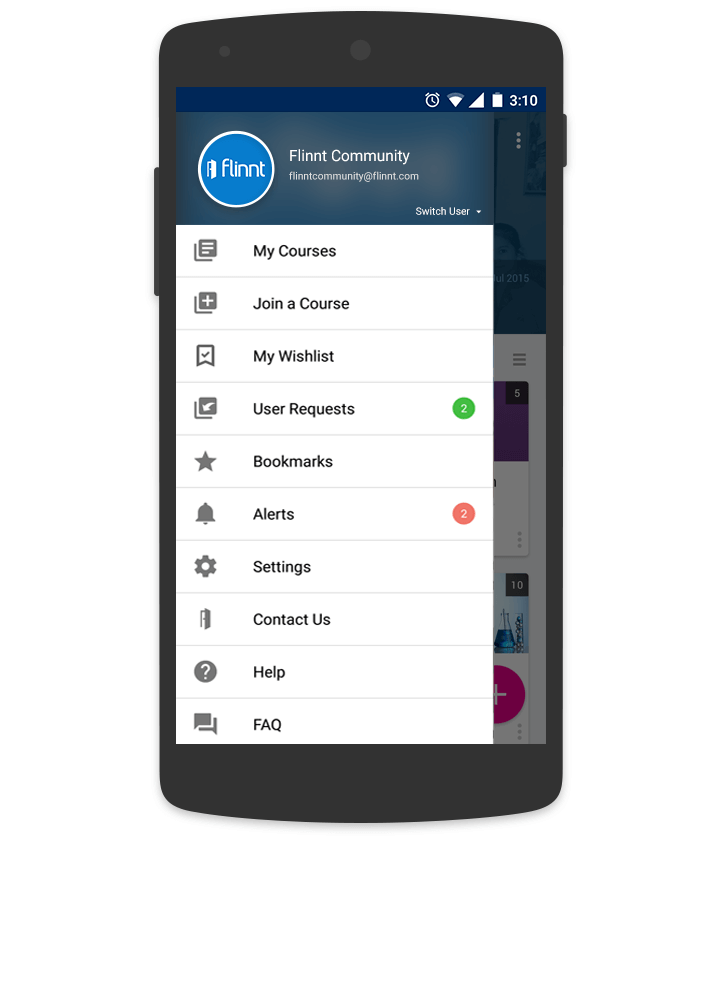 3:10
flinnt
Flinnt Community
flinntcommunity@flinnt.com
Switch User
Jul 2015
My Courses
Join a Course
My Wishlist
User Requests 2
5
Bookmarks
Alerts 2
Settings
10
Contact Us
Help
FAQ